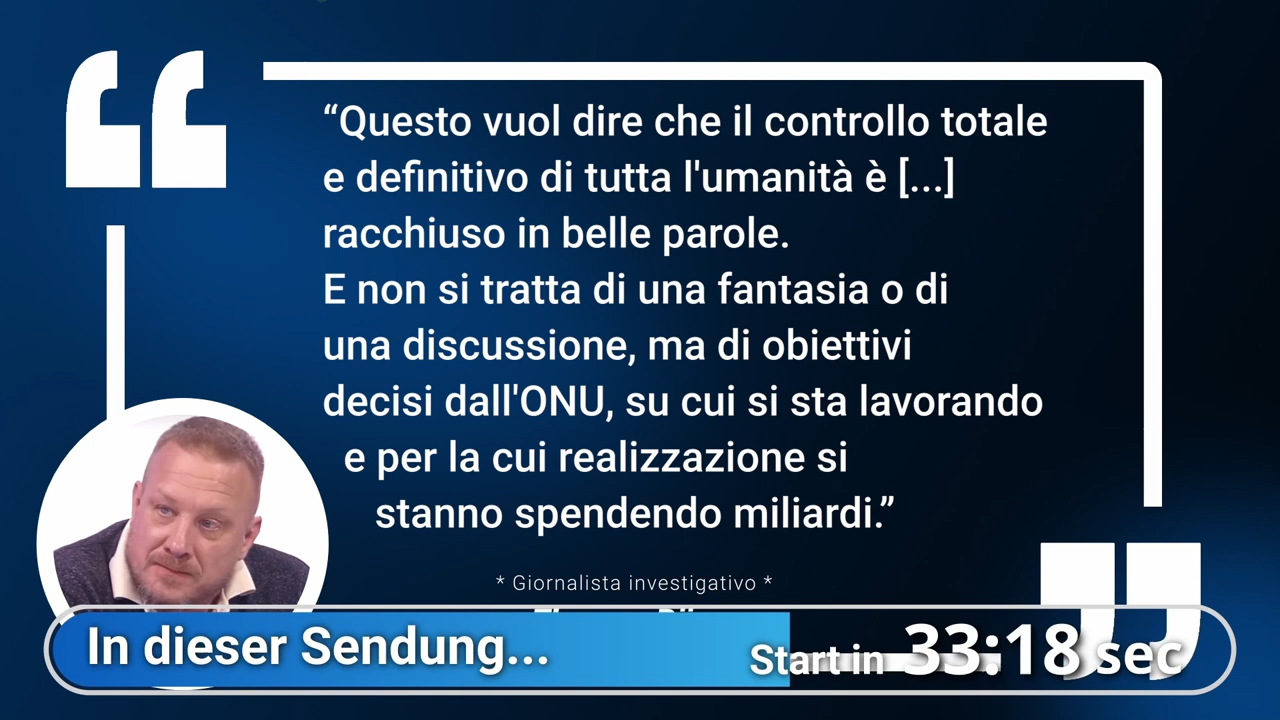 “Questo vuol dire che il controllo totale
e definitivo di tutta l'umanità è [...]
racchiuso in belle parole.
E non si tratta di una fantasia o di
una discussione, ma di obiettivi
decisi dall'ONU, su cui si sta lavorando
e per la cui realizzazione si
stanno spendendo miliardi.”
* Giornalista investigativo *
In dieser Sendung...
Start in 33:18 sec